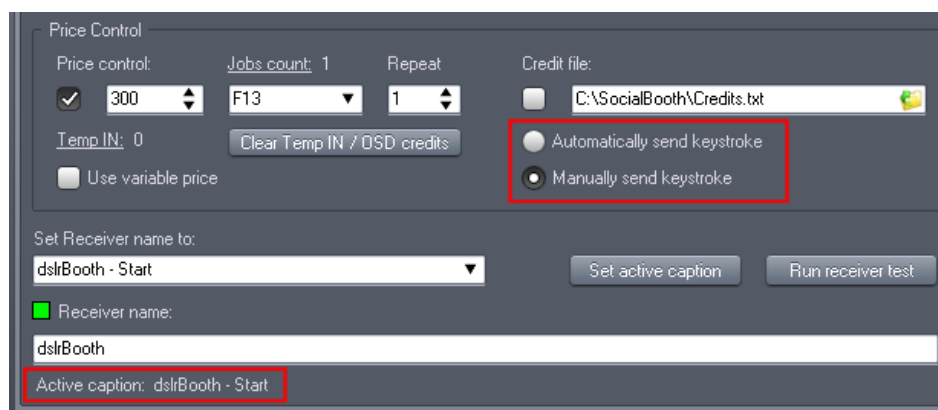 Price Control
Price control: Jobs count: 1 Repeat Credit file:
300 F13 1 C:\SocialBooth\Credits.txt
Temp IN: 0 Clear Temp IN / OSD credits Automatically send keystroke
Use variable price Manually send keystroke
Set Receiver name to:
dslrBooth - Start Set active caption Run receiver test
Receiver name:
dslrBooth
Active caption: dslrBooth - Start